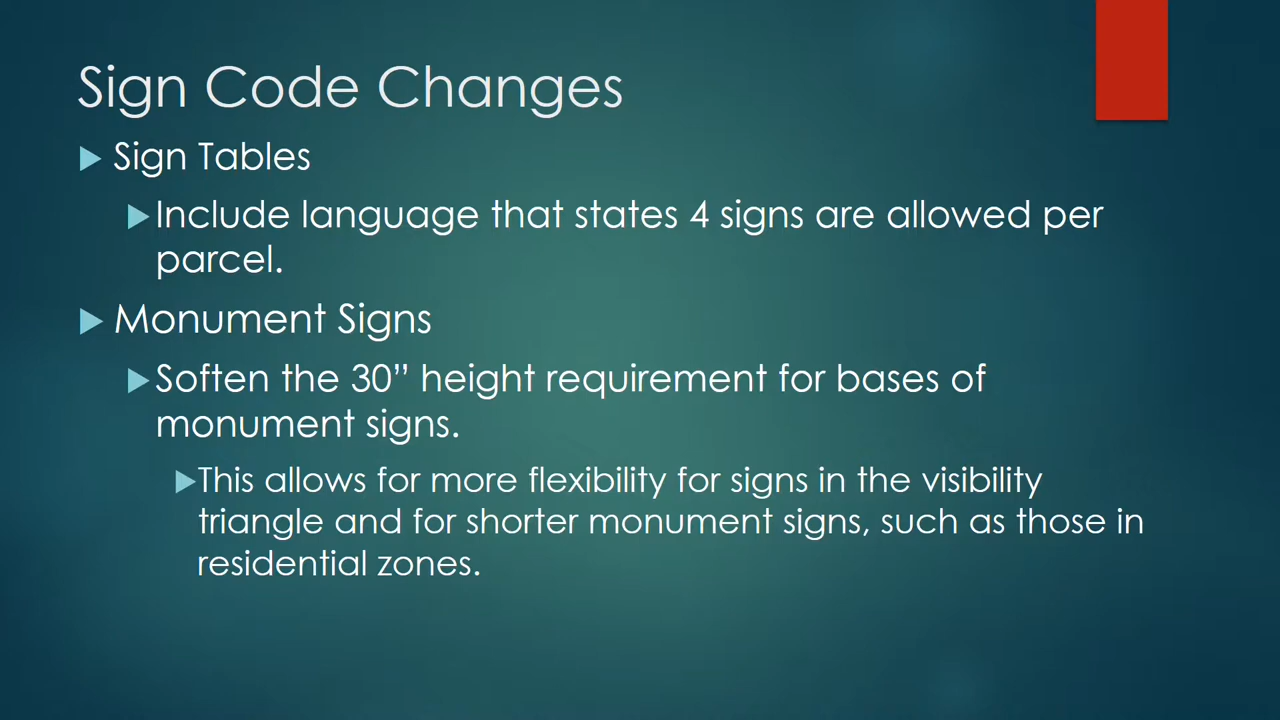 Sign Code Changes
Sign Tables
Include language that states 4 signs are allowed per
parcel.
Monument Signs
Soften the 30” height requirement for bases of
monument signs.
This allows for more flexibility for signs in the visibility
triangle and for shorter monument signs, such as those in
residential zones.